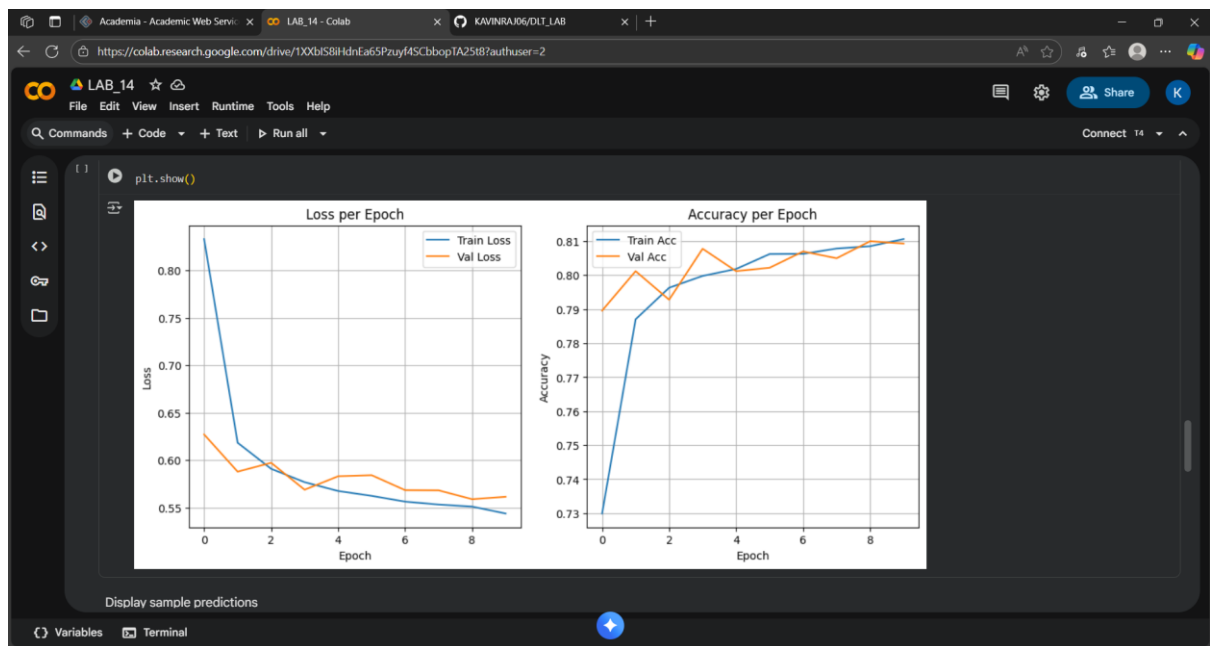 Academia - Academic Web Servic
LAB_14 - Colab
KAVINRAJ06/DLT_LAB
https://colab.research.google.com/drive/1XXbIS8iHdnEa65Pzuyf4SCbbopTA25t8?authuser=2
LAB_14
File Edit View Insert Runtime Tools Help
Share
K
Commands + Code + Text Run all
Connect T4
[ ]
plt.show()
Loss per Epoch
Train Loss
Val Loss
0.80
0.75
0.70
0.65
0.60
0.55
Loss
0 2 4 6 8
Epoch
Accuracy per Epoch
Train Acc
Val Acc
0.81
0.80
0.79
0.78
0.77
0.76
0.75
0.74
0.73
Accuracy
0 2 4 6 8
Epoch
Display sample predictions
Variables Terminal